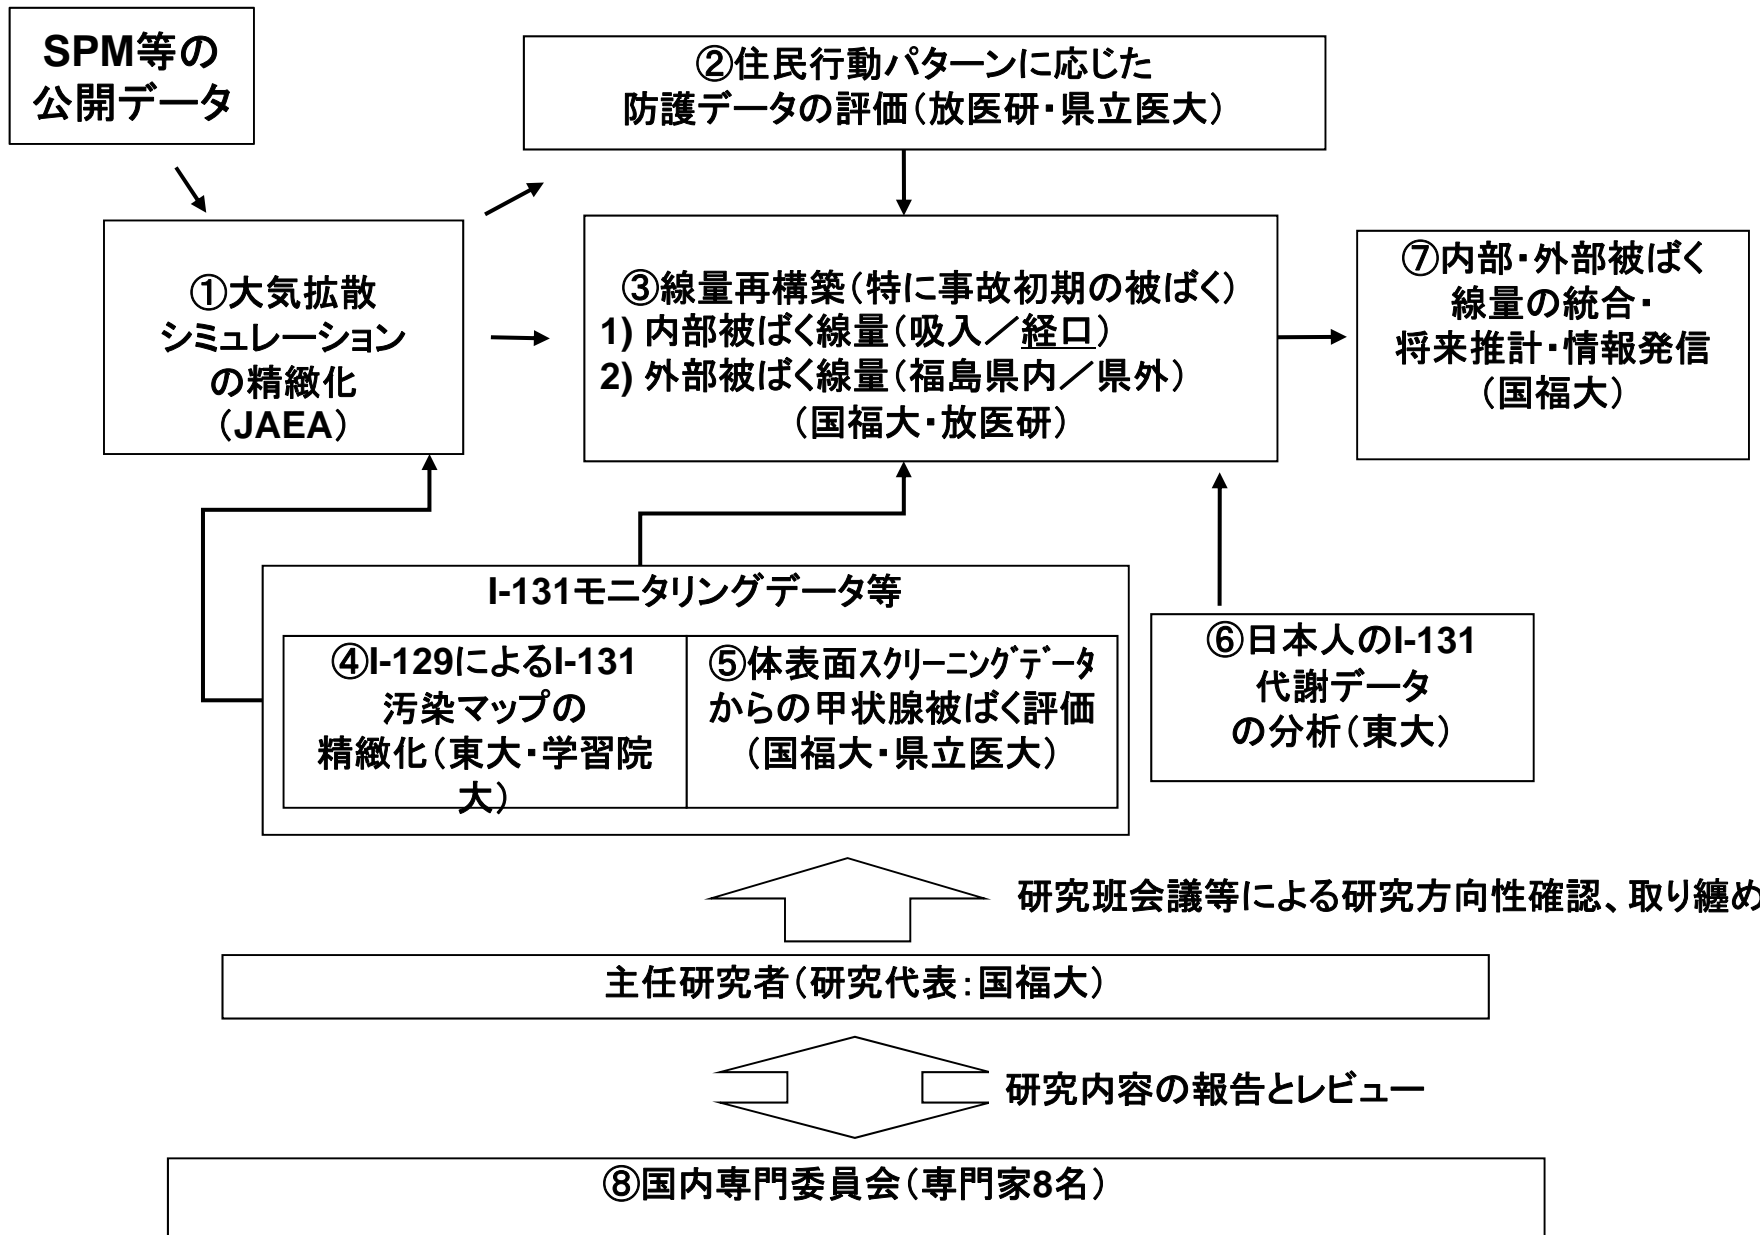 SPM等の
公開データ
②住民行動パターンに応じた
防護データの評価（放医研・県立医大）
①大気拡散
シミュレーション
の精緻化
（JAEA）
③線量再構築（特に事故初期の被ばく）
1) 内部被ばく線量（吸入／経口）
2) 外部被ばく線量（福島県内／県外）
（国福大・放医研）
⑦内部・外部被ばく
線量の統合・
将来推計・情報発信
（国福大）
I-131モニタリングデータ等
④I-129によるI-131
汚染マップの
精緻化（東大・学習院
大）
⑤体表面ｽｸﾘｰﾆﾝｸﾞﾃﾞｰﾀ
からの甲状腺被ばく評価
（国福大・県立医大）
⑥日本人のI-131
代謝データ
の分析（東大）
研究班会議等による研究方向性確認、取り纏め
主任研究者（研究代表：国福大）
研究内容の報告とレビュー
⑧国内専門委員会（専門家8名）